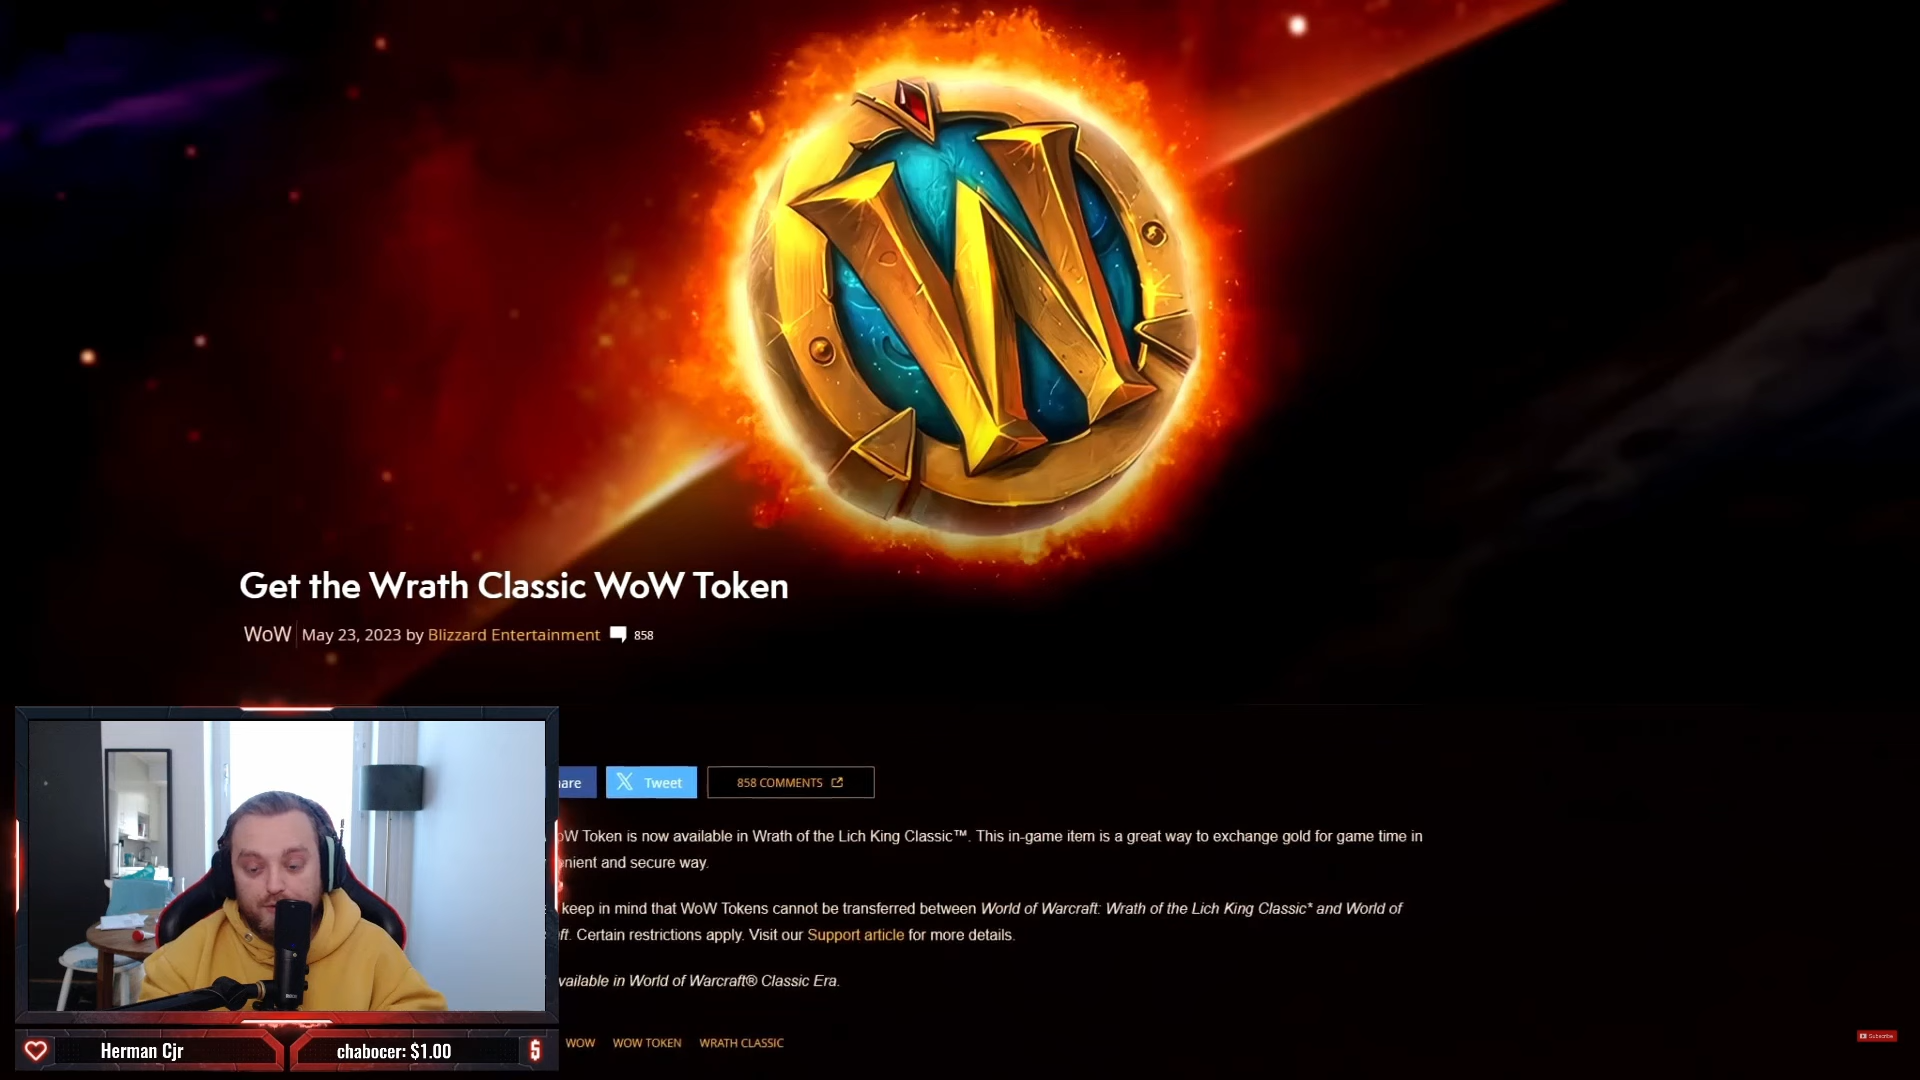 Get the Wrath Classic WoW Token
WoW May 23, 2023 by Blizzard Entertainment 858
are Tweet 858 COMMENTS
oW Token is now available in Wrath of the Lich King Classic™. This in-game item is a great way to exchange gold for game time in
enient and secure way.
keep in mind that WoW Tokens cannot be transferred between World of Warcraft: Wrath of the Lich King Classic* and World of
ft. Certain restrictions apply. Visit our Support article for more details.
vailable in World of Warcraft® Classic Era.
WOW WOW TOKEN WRATH CLASSIC
Subscribe
Herman Cjr chabocer: $1.00 $